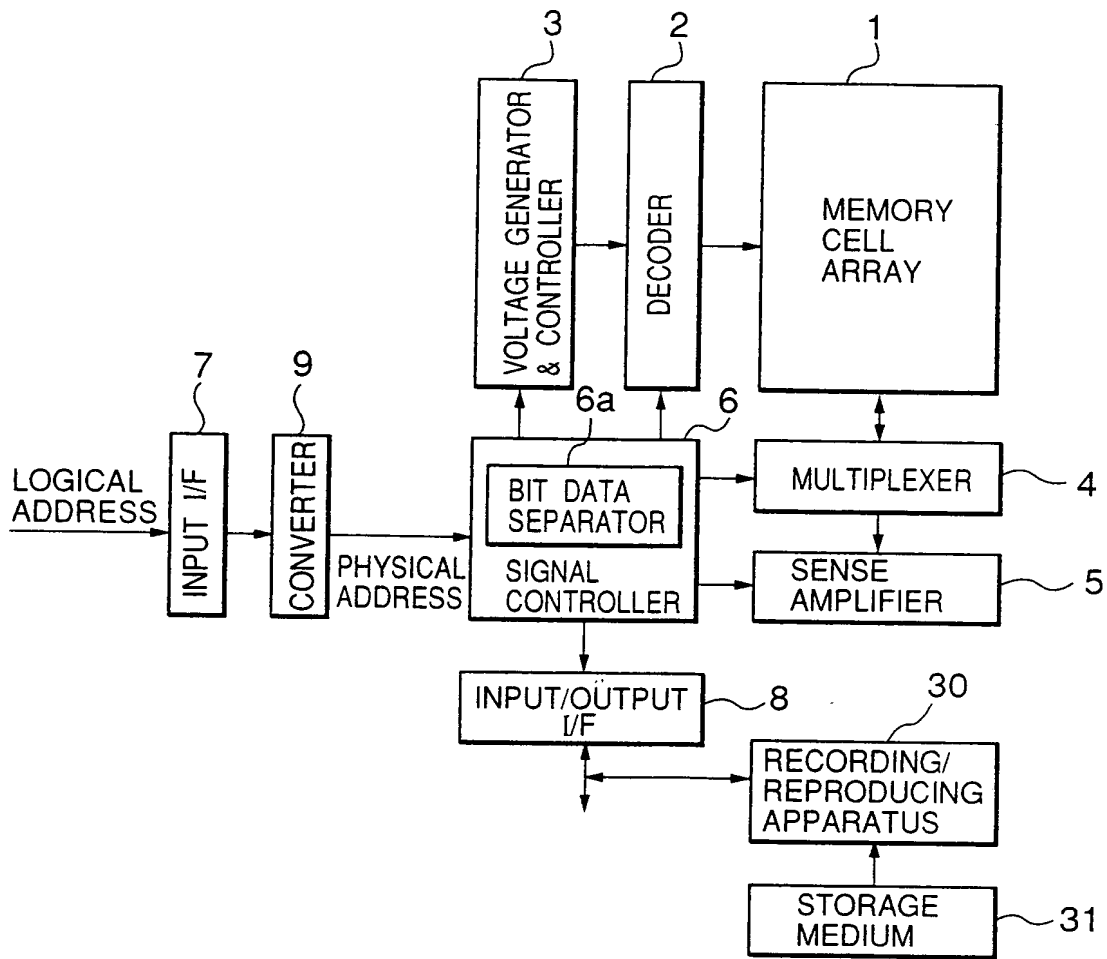 3
2
1
VOLTAGE GENERATOR
& CONTROLLER
DECODER
MEMORY
CELL
ARRAY
7
9
6a
6
LOGICAL
ADDRESS
INPUT I/F
CONVERTER
PHYSICAL
ADDRESS
BIT DATA
SEPARATOR
SIGNAL
CONTROLLER
MULTIPLEXER
4
SENSE
AMPLIFIER
5
INPUT/OUTPUT
I/F
8
30
RECORDING/
REPRODUCING
APPARATUS
STORAGE
MEDIUM
31